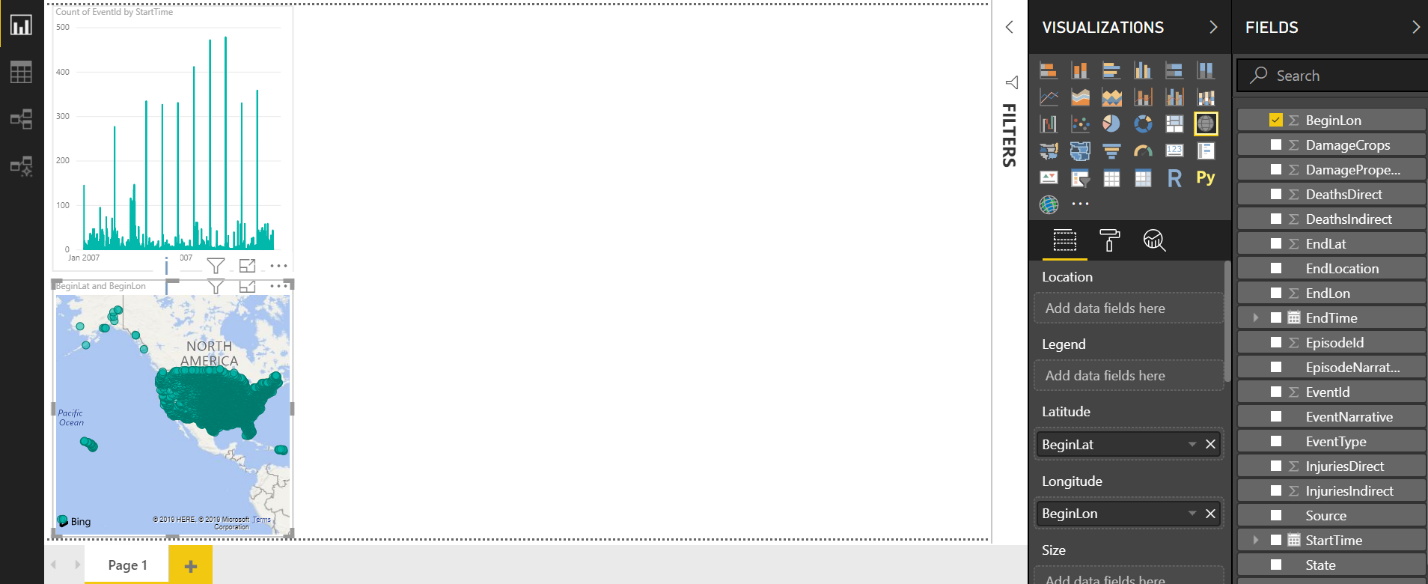 Count of EventId by StartTime
500
400
300
200
100
0
Jan 2007
007
BeginLat and BeginLon
NORTH
AMERICA
Pacific
Ocean
Bing
© 2019 HERE, © 2019 Microsoft Corporation Terms
Page 1
FILTERS
VISUALIZATIONS
123
R
Py
Location
Add data fields here
Legend
Add data fields here
Latitude
BeginLat
Longitude
BeginLon
Size
Add data fields here
FIELDS
Search
BeginLon
DamageCrops
DamagePrope...
DeathsDirect
DeathsIndirect
EndLat
EndLocation
EndLon
EndTime
EpisodeId
EpisodeNarrat...
EventId
EventNarrative
EventType
InjuriesDirect
InjuriesIndirect
Source
StartTime
State